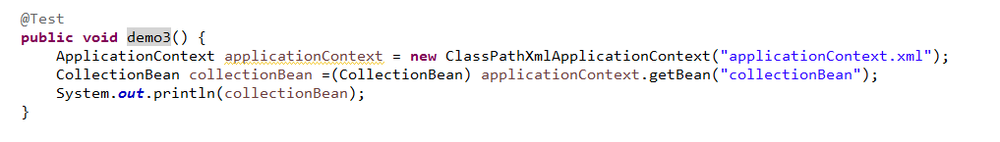 @Test
public void demo3() {
    ApplicationContext applicationContext = new ClassPathXmlApplicationContext("applicationContext.xml");
    CollectionBean collectionBean =(CollectionBean) applicationContext.getBean("collectionBean");
    System.out.println(collectionBean);
}